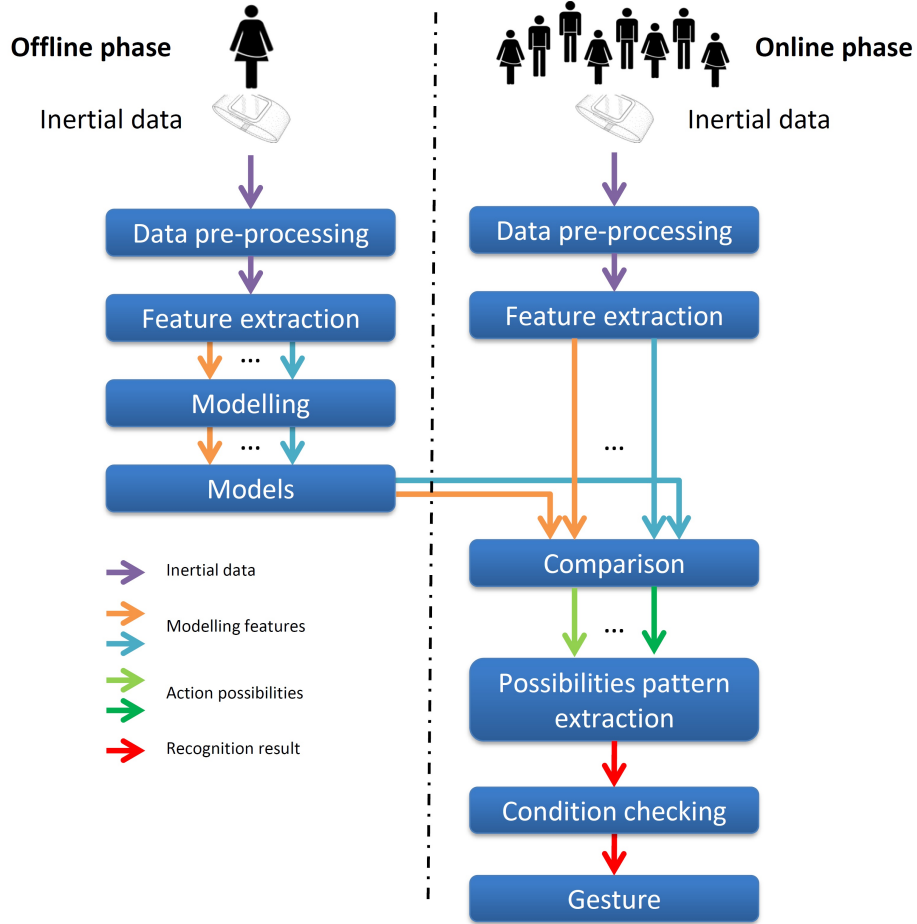 Offline phase
Inertial data
Data pre-processing
Feature extraction
...
Modelling
...
Models
Inertial data
Modelling features
Action possibilities
Recognition result
Online phase
Inertial data
Data pre-processing
Feature extraction
...
Comparison
...
Possibilities pattern
extraction
Condition checking
Gesture